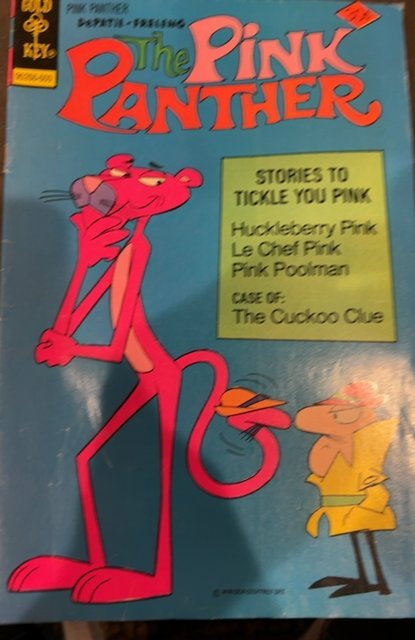 GOLD
KEY®
PINK PANTHER
DePATIE-FRELENG
The PINK
PANTHER
STORIES TO
TICKLE YOU PINK
Huckleberry Pink
Le Chef Pink
Pink Poolman
CASE OF:
The Cuckoo Clue